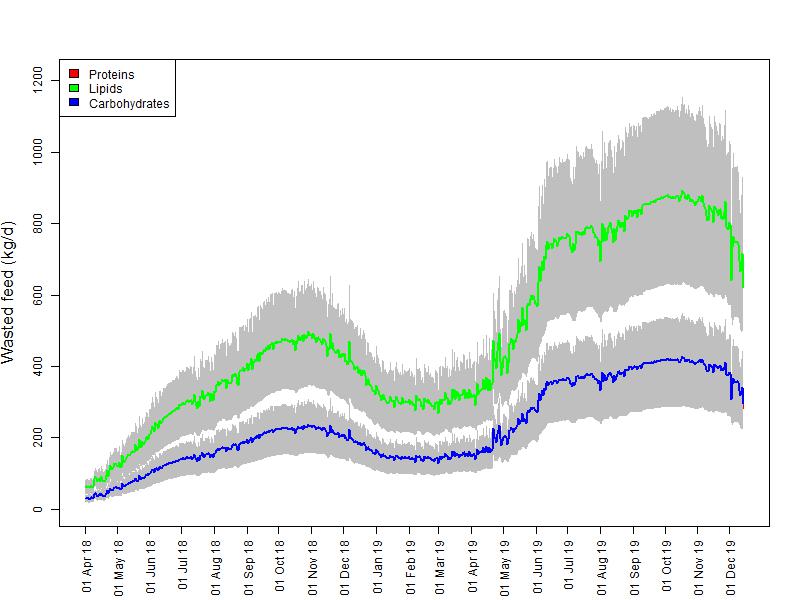 Proteins
Lipids
Carbohydrates
Wasted feed (kg/d)
1200
1000
800
600
400
200
0
01 Apr 18
01 May 18
01 Jun 18
01 Jul 18
01 Aug 18
01 Sep 18
01 Oct 18
01 Nov 18
01 Dec 18
01 Jan 19
01 Feb 19
01 Mar 19
01 Apr 19
01 May 19
01 Jun 19
01 Jul 19
01 Aug 19
01 Sep 19
01 Oct 19
01 Nov 19
01 Dec 19